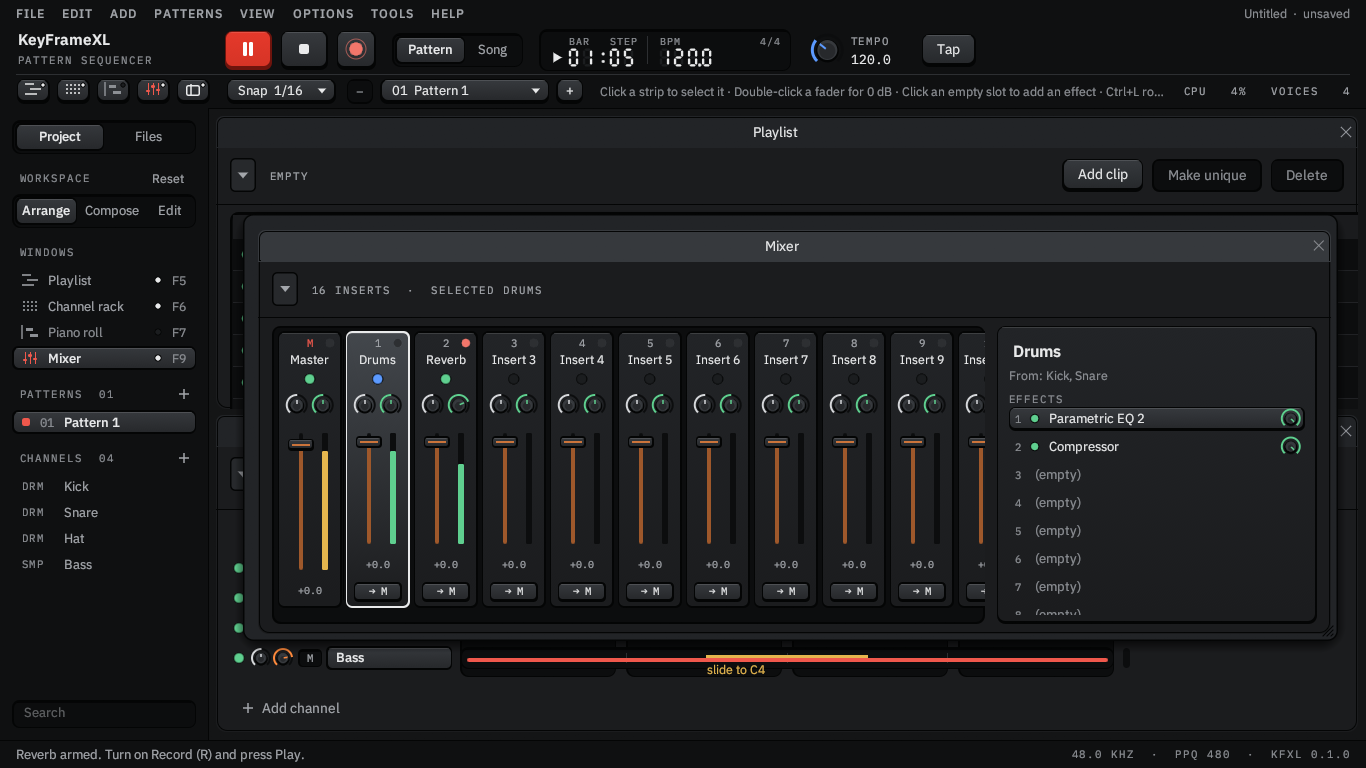 FILE EDIT ADD PATTERNS VIEW OPTIONS TOOLS HELP Untitled · unsaved
KeyFrameXL
PATTERN SEQUENCER
Pattern Song
BAR STEP BPM 4/4
01:05 120.0
TEMPO
120.0
Tap
Snap 1/16 − 01 Pattern 1 + Click a strip to select it · Double-click a fader for 0 dB · Click an empty slot to add an effect · Ctrl+L ro... CPU 4% VOICES 4
Project Files
WORKSPACE Reset
Arrange Compose Edit
WINDOWS
Playlist F5
Channel rack F6
Piano roll F7
Mixer F9
PATTERNS 01 +
01 Pattern 1
CHANNELS 04 +
DRM Kick
DRM Snare
DRM Hat
SMP Bass
Search
Playlist
EMPTY Add clip Make unique Delete
Mixer
16 INSERTS · SELECTED DRUMS
M 1 2 3 4 5 6 7 8 9
Master Drums Reverb Insert 3 Insert 4 Insert 5 Insert 6 Insert 7 Insert 8 Insert 9 Inse
+0.0 +0.0 +0.0 +0.0 +0.0 +0.0 +0.0 +0.0 +0.0 +0.0
→ M → M → M → M → M → M → M → M → M
Drums
From: Kick, Snare
EFFECTS
1 Parametric EQ 2
2 Compressor
3 (empty)
4 (empty)
5 (empty)
6 (empty)
7 (empty)
8 (empty)
M Bass
slide to C4
+ Add channel
Reverb armed. Turn on Record (R) and press Play. 48.0 KHZ · PPQ 480 · KFXL 0.1.0